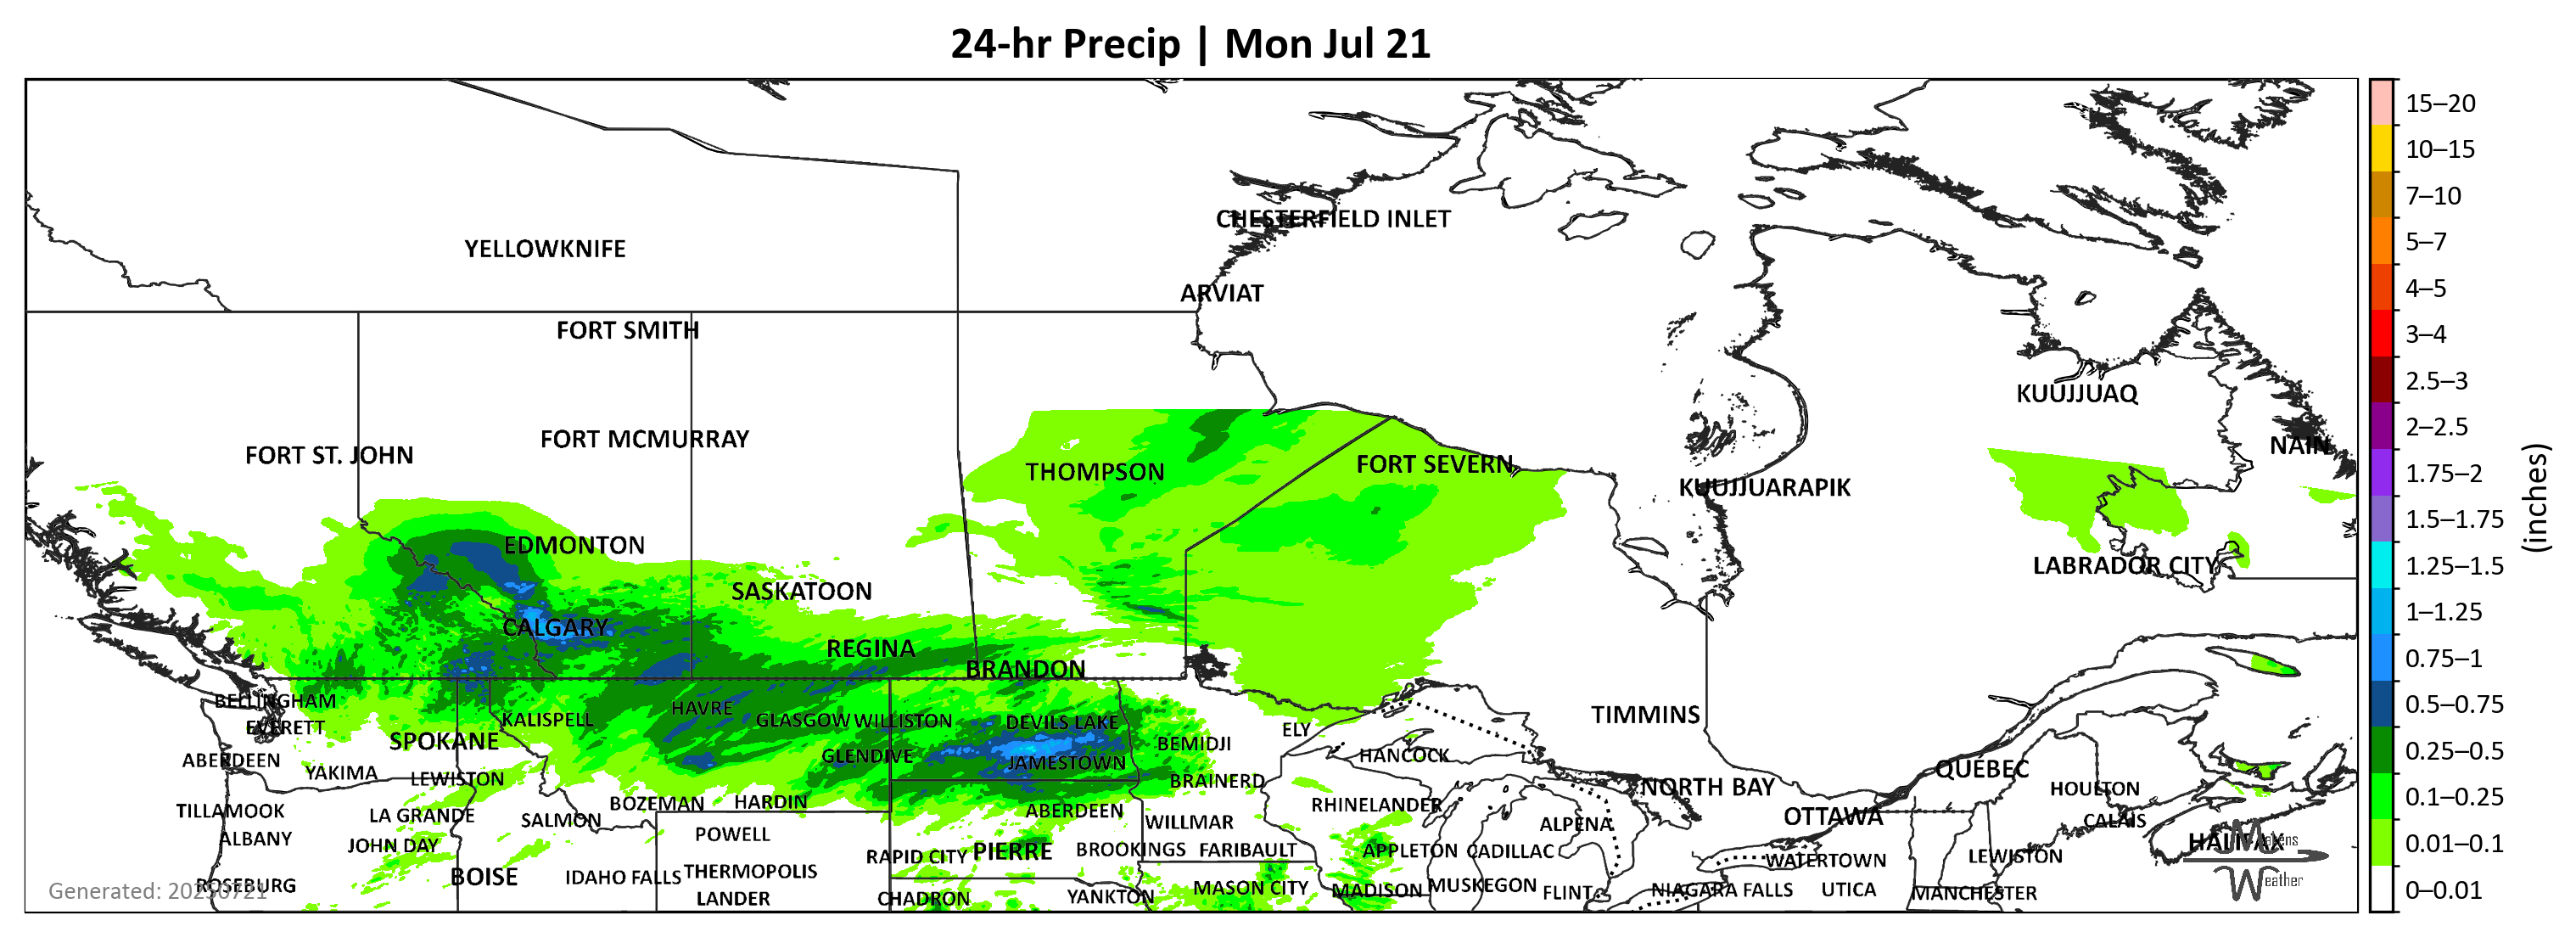 24-hr Precip | Mon Jul 21
CHESTERFIELD INLET
YELLOWKNIFE
ARVIAT
FORT SMITH
KUUJJUAQ
FORT MCMURRAY
NAIN
FORT ST. JOHN
FORT SEVERN
THOMPSON
KUUJJUARAPIK
EDMONTON
LABRADOR CITY
SASKATOON
CALGARY
REGINA
BRANDON
BELLINGHAM
HAVRE
TIMMINS
KALISPELL
GLASGOW
WILLISTON
DEVILS LAKE
EVERETT
ELY
SPOKANE
BEMIDJI
GLENDIVE
HANCOCK
ABERDEEN
JAMESTOWN
QUÉBEC
YAKIMA
LEWISTON
BRAINERD
NORTH BAY
HOULTON
BOZEMAN
HARDIN
RHINELANDER
TILLAMOOK
ABERDEEN
LA GRANDE
SALMON
WILLMAR
OTTAWA
CALAIS
ALPENA
POWELL
ALBANY
JOHN DAY
HALIFAX
RAPID CITY
PIERRE
BROOKINGS
FARIBAULT
APPLETON
CADILLAC
WATERTOWN
LEWISTON
THERMOPOLIS
BOISE
IDAHO FALLS
ROSEBURG
MASON CITY
MADISON
MUSKEGON
FLINT
NIAGARA FALLS
UTICA
MANCHESTER
LANDER
CHADRON
YANKTON
Generated: 20250721
Weather
15–20
10–15
7–10
5–7
4–5
3–4
2.5–3
2–2.5
1.75–2
1.5–1.75
1.25–1.5
1–1.25
0.75–1
0.5–0.75
0.25–0.5
0.1–0.25
0.01–0.1
0–0.01
(inches)